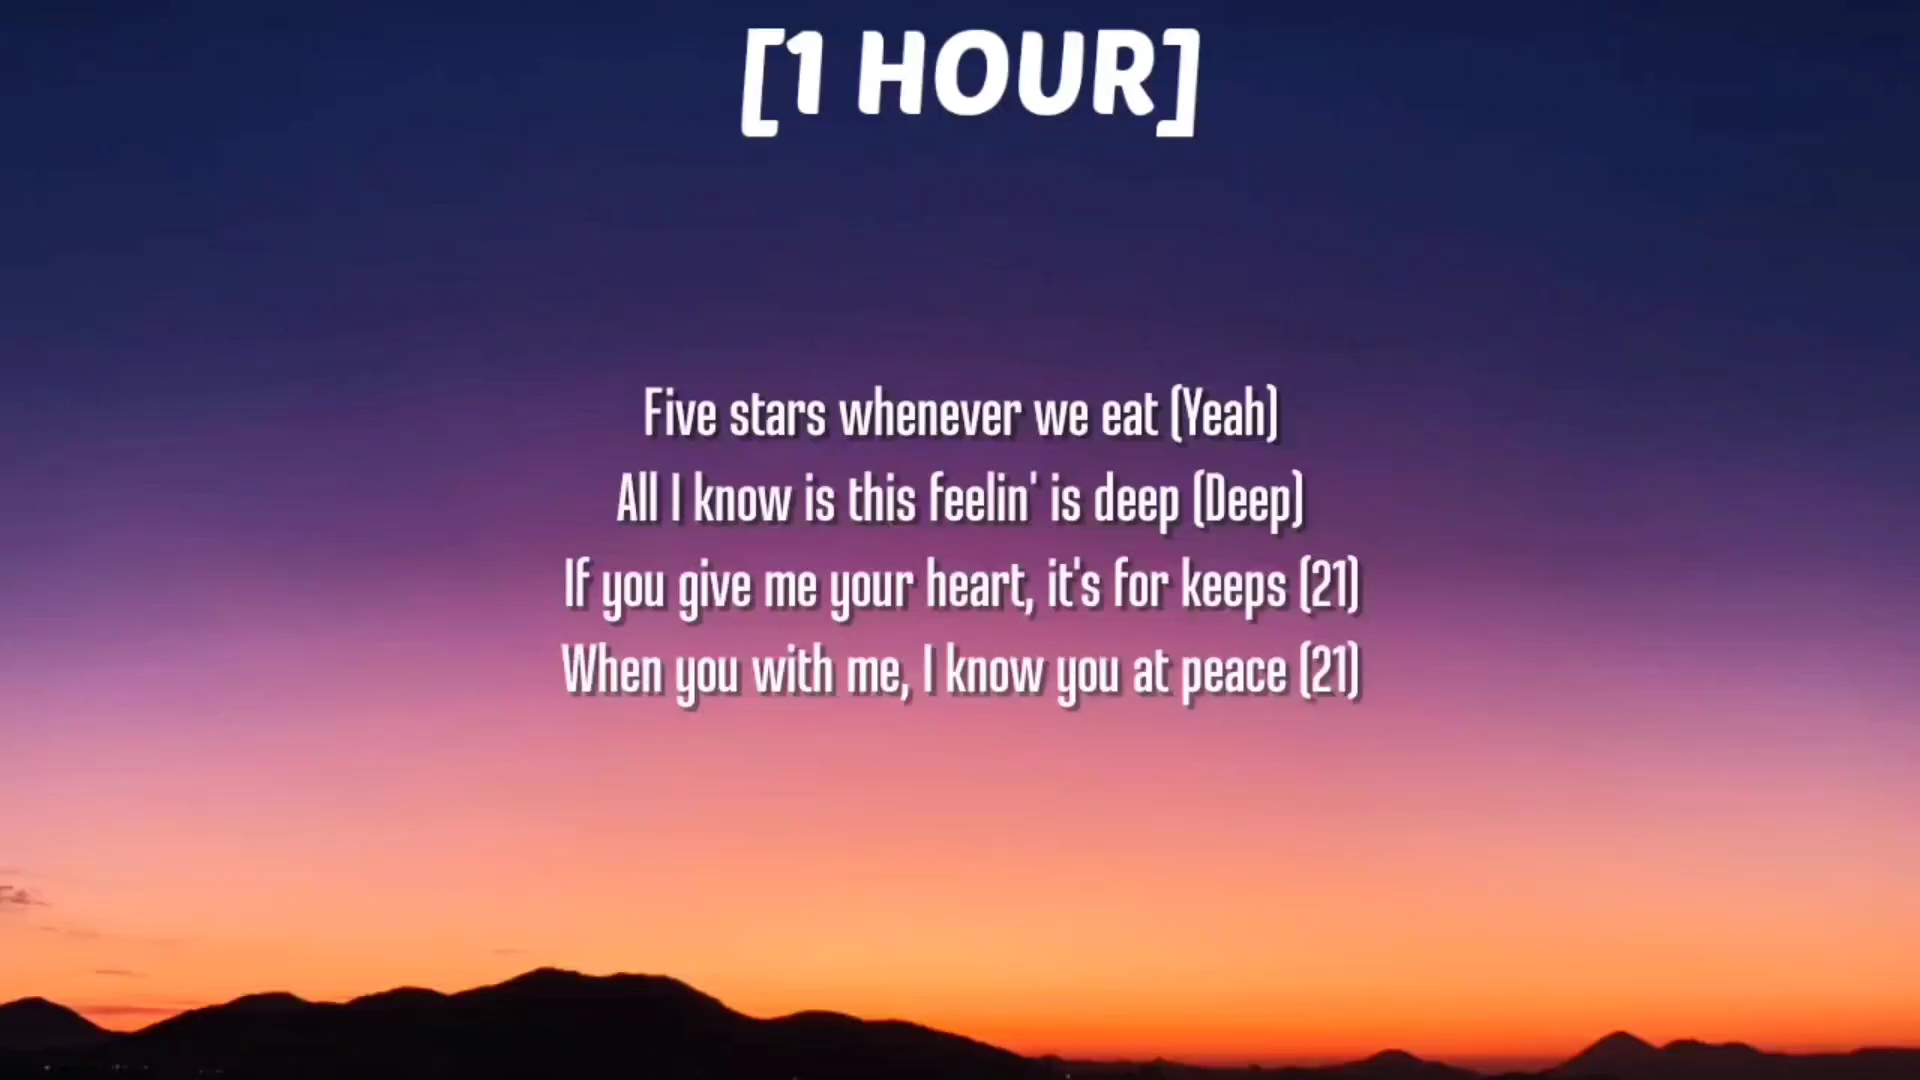 [1 HOUR]
Five stars whenever we eat (Yeah)
All I know is this feelin' is deep (Deep)
If you give me your heart, it's for keeps (21)
When you with me, I know you at peace (21)